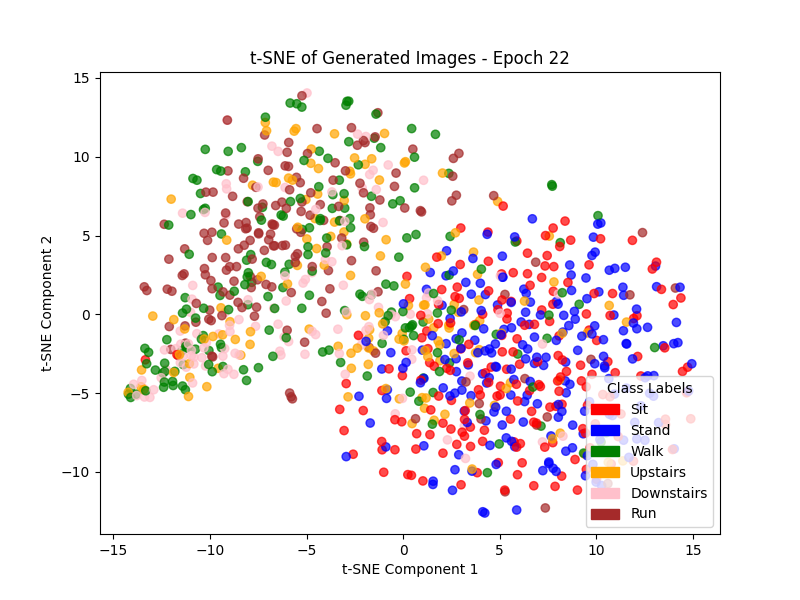 t-SNE of Generated Images - Epoch 22
15
10
5
0
−5
−10
t-SNE Component 2
−15
−10
−5
0
5
10
15
t-SNE Component 1
Class Labels
Sit
Stand
Walk
Upstairs
Downstairs
Run